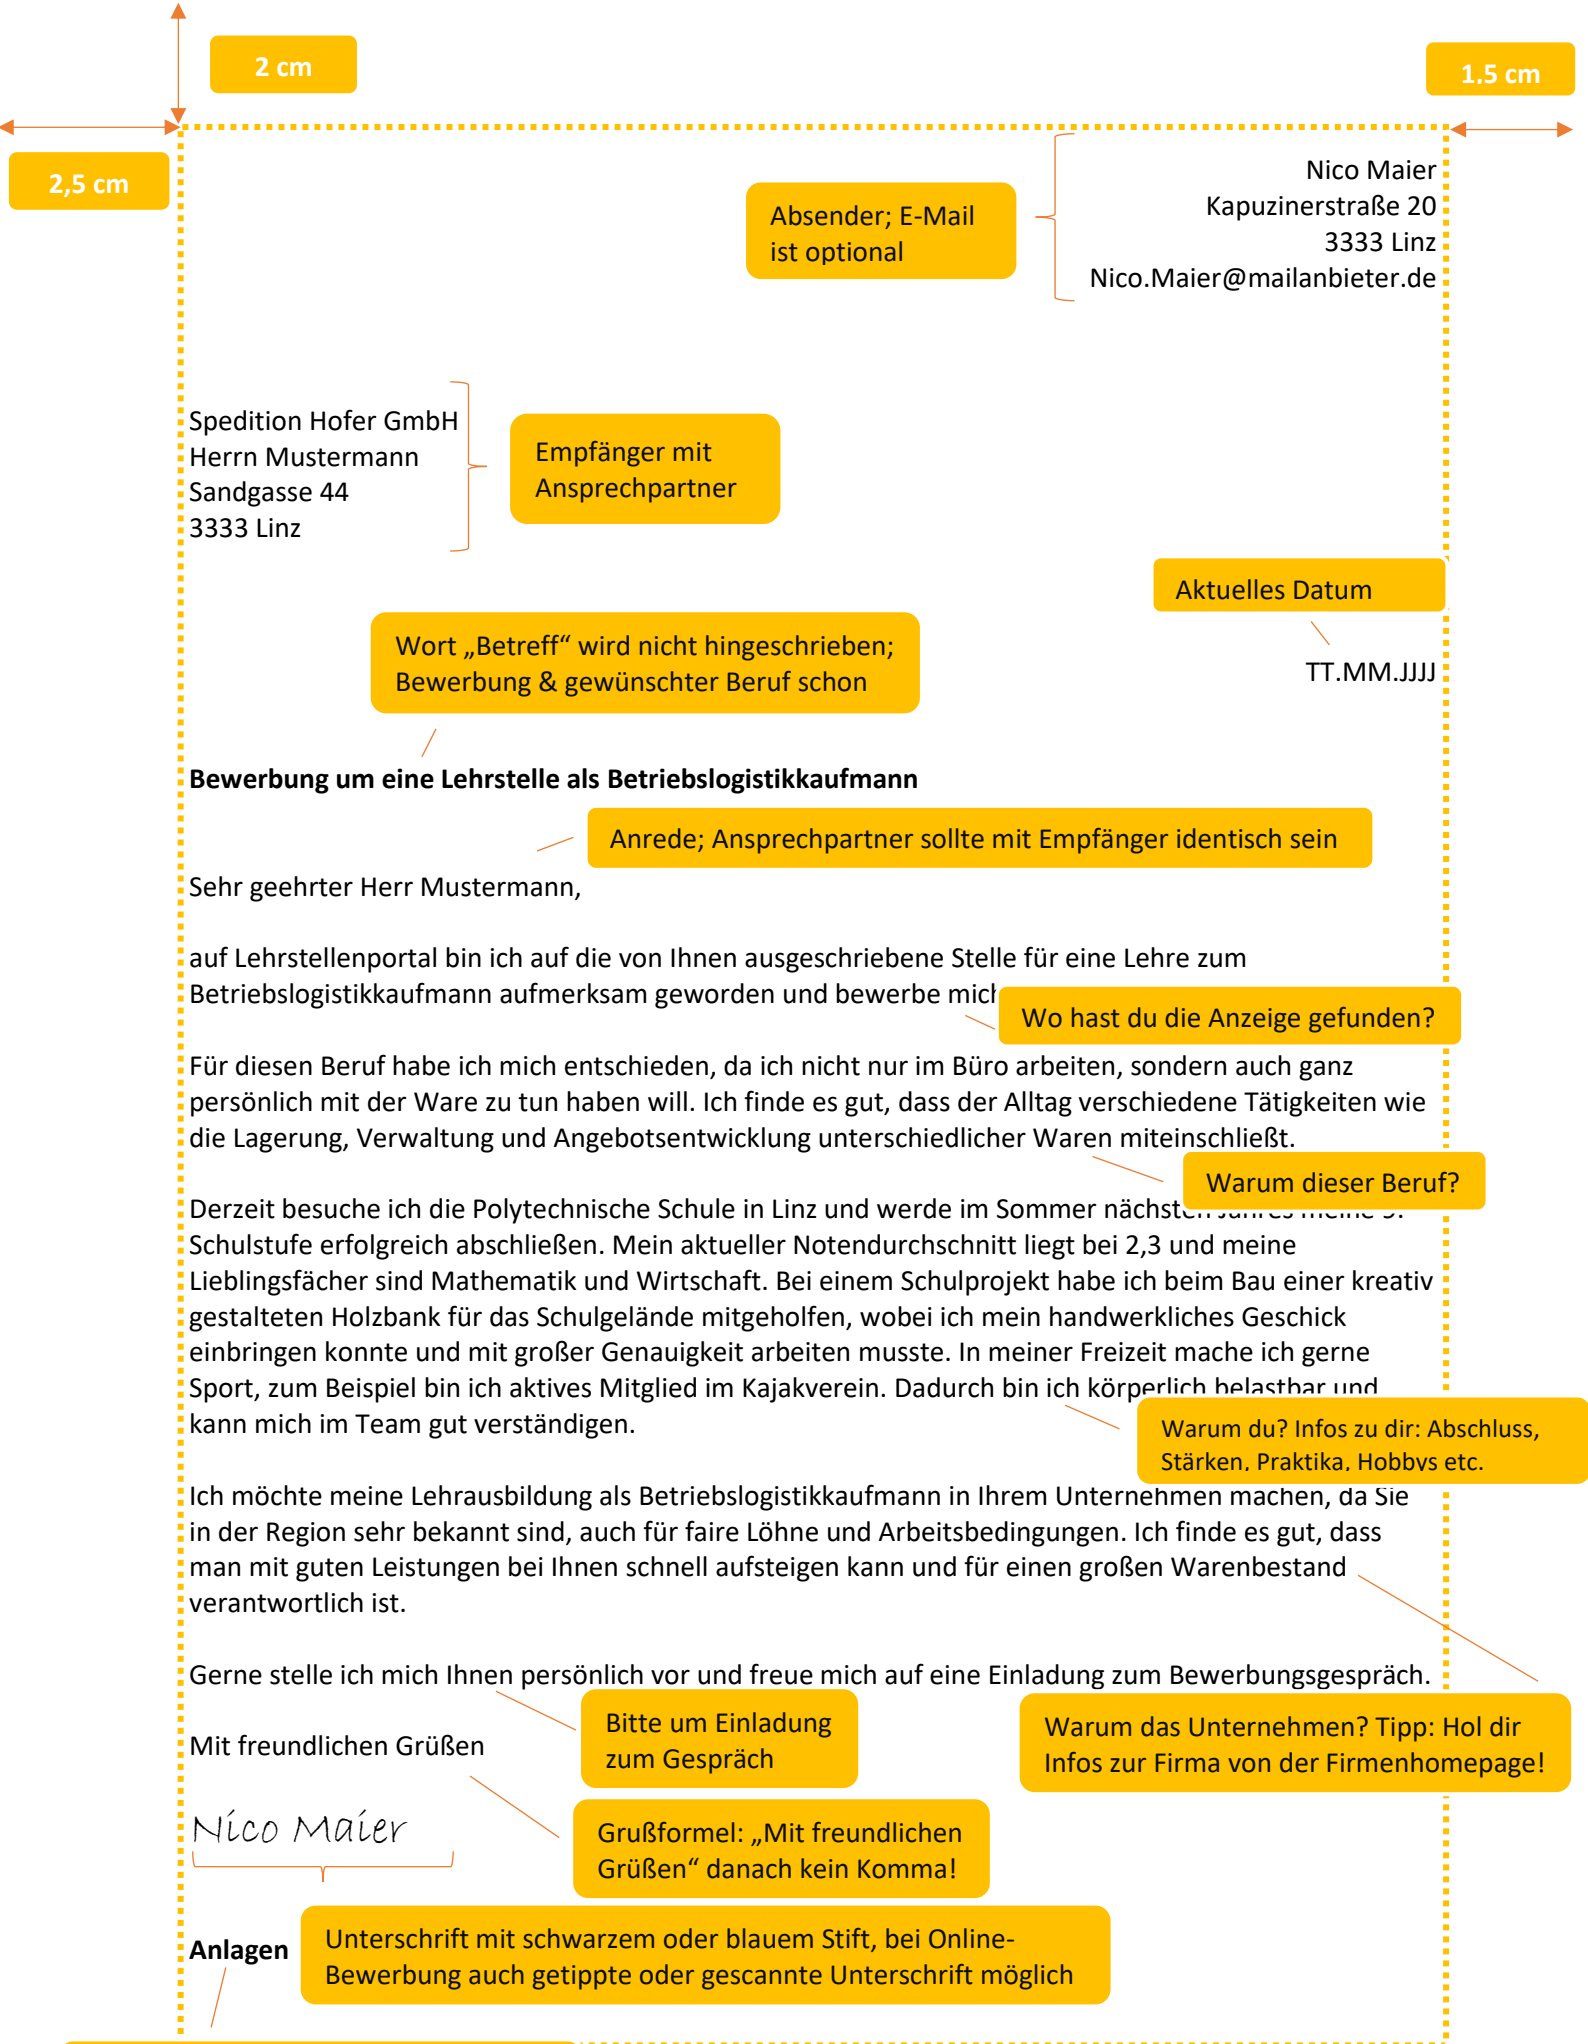 2 cm
1.5 cm
2,5 cm
Nico Maier
Kapuzinerstraße 20
3333 Linz
Nico.Maier@mailanbieter.de
Absender; E-Mail
ist optional
Spedition Hofer GmbH
Herrn Mustermann
Sandgasse 44
3333 Linz
Empfänger mit
Ansprechpartner
Aktuelles Datum
TT.MM.JJJJ
Wort „Betreff“ wird nicht hingeschrieben;
Bewerbung & gewünschter Beruf schon
Bewerbung um eine Lehrstelle als Betriebslogistikkaufmann
Anrede; Ansprechpartner sollte mit Empfänger identisch sein
Sehr geehrter Herr Mustermann,
auf Lehrstellenportal bin ich auf die von Ihnen ausgeschriebene Stelle für eine Lehre zum
Betriebslogistikkaufmann aufmerksam geworden und bewerbe mich
Wo hast du die Anzeige gefunden?
Für diesen Beruf habe ich mich entschieden, da ich nicht nur im Büro arbeiten, sondern auch ganz
persönlich mit der Ware zu tun haben will. Ich finde es gut, dass der Alltag verschiedene Tätigkeiten wie
die Lagerung, Verwaltung und Angebotsentwicklung unterschiedlicher Waren miteinschließt.
Warum dieser Beruf?
Derzeit besuche ich die Polytechnische Schule in Linz und werde im Sommer nächsten Jahres meine 9.
Schulstufe erfolgreich abschließen. Mein aktueller Notendurchschnitt liegt bei 2,3 und meine
Lieblingsfächer sind Mathematik und Wirtschaft. Bei einem Schulprojekt habe ich beim Bau einer kreativ
gestalteten Holzbank für das Schulgelände mitgeholfen, wobei ich mein handwerkliches Geschick
einbringen konnte und mit großer Genauigkeit arbeiten musste. In meiner Freizeit mache ich gerne
Sport, zum Beispiel bin ich aktives Mitglied im Kajakverein. Dadurch bin ich körperlich belastbar und
kann mich im Team gut verständigen.
Warum du? Infos zu dir: Abschluss,
Stärken, Praktika, Hobbys etc.
Ich möchte meine Lehrausbildung als Betriebslogistikkaufmann in Ihrem Unternehmen machen, da Sie
in der Region sehr bekannt sind, auch für faire Löhne und Arbeitsbedingungen. Ich finde es gut, dass
man mit guten Leistungen bei Ihnen schnell aufsteigen kann und für einen großen Warenbestand
verantwortlich ist.
Gerne stelle ich mich Ihnen persönlich vor und freue mich auf eine Einladung zum Bewerbungsgespräch.
Bitte um Einladung
zum Gespräch
Warum das Unternehmen? Tipp: Hol dir
Infos zur Firma von der Firmenhomepage!
Mit freundlichen Grüßen
Nico Maier
Grußformel: „Mit freundlichen
Grüßen“ danach kein Komma!
Anlagen
Unterschrift mit schwarzem oder blauem Stift, bei Online-
Bewerbung auch getippte oder gescannte Unterschrift möglich